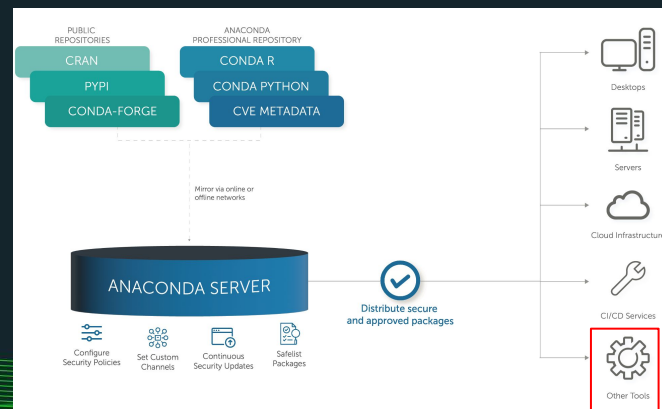 PUBLIC
REPOSITORIES
CRAN
PYPI
CONDA-FORGE
ANACONDA
PROFESSIONAL REPOSITORY
CONDA R
CONDA PYTHON
CVE METADATA
Mirror via online or
offline networks
ANACONDA SERVER
Configure
Security Policies
Set Custom
Channels
Continuous
Security Updates
Safelist
Packages
Distribute secure
and approved packages
Desktops
Servers
Cloud Infrastructure
CI/CD Services
Other Tools